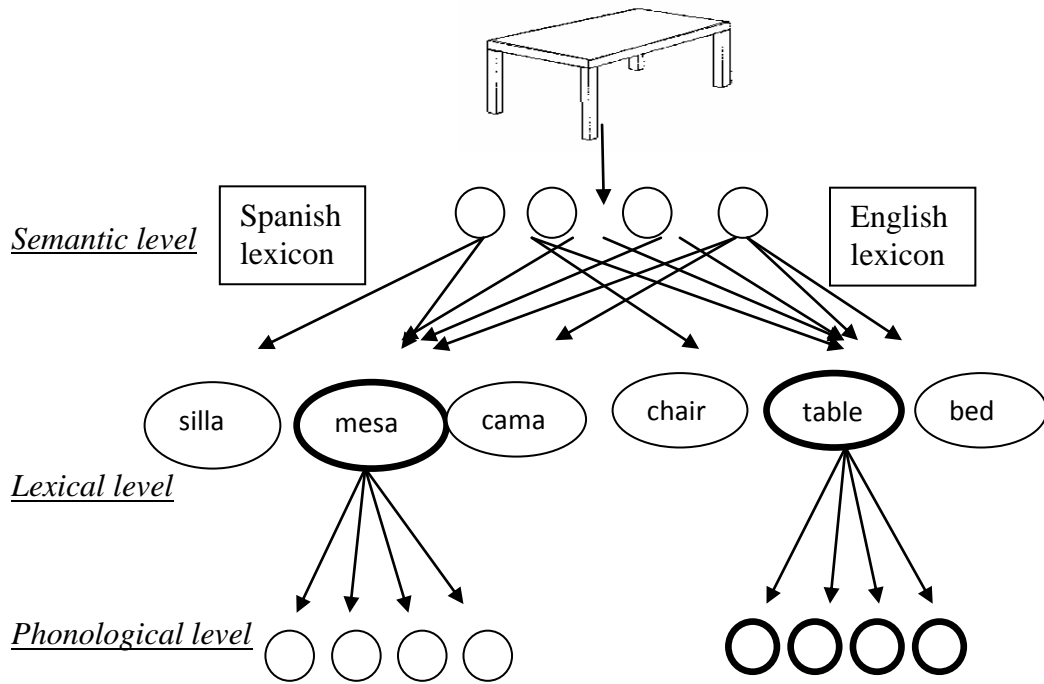 Spanish
lexicon
English
lexicon
Semantic level
silla
mesa
cama
chair
table
bed
Lexical level
Phonological level